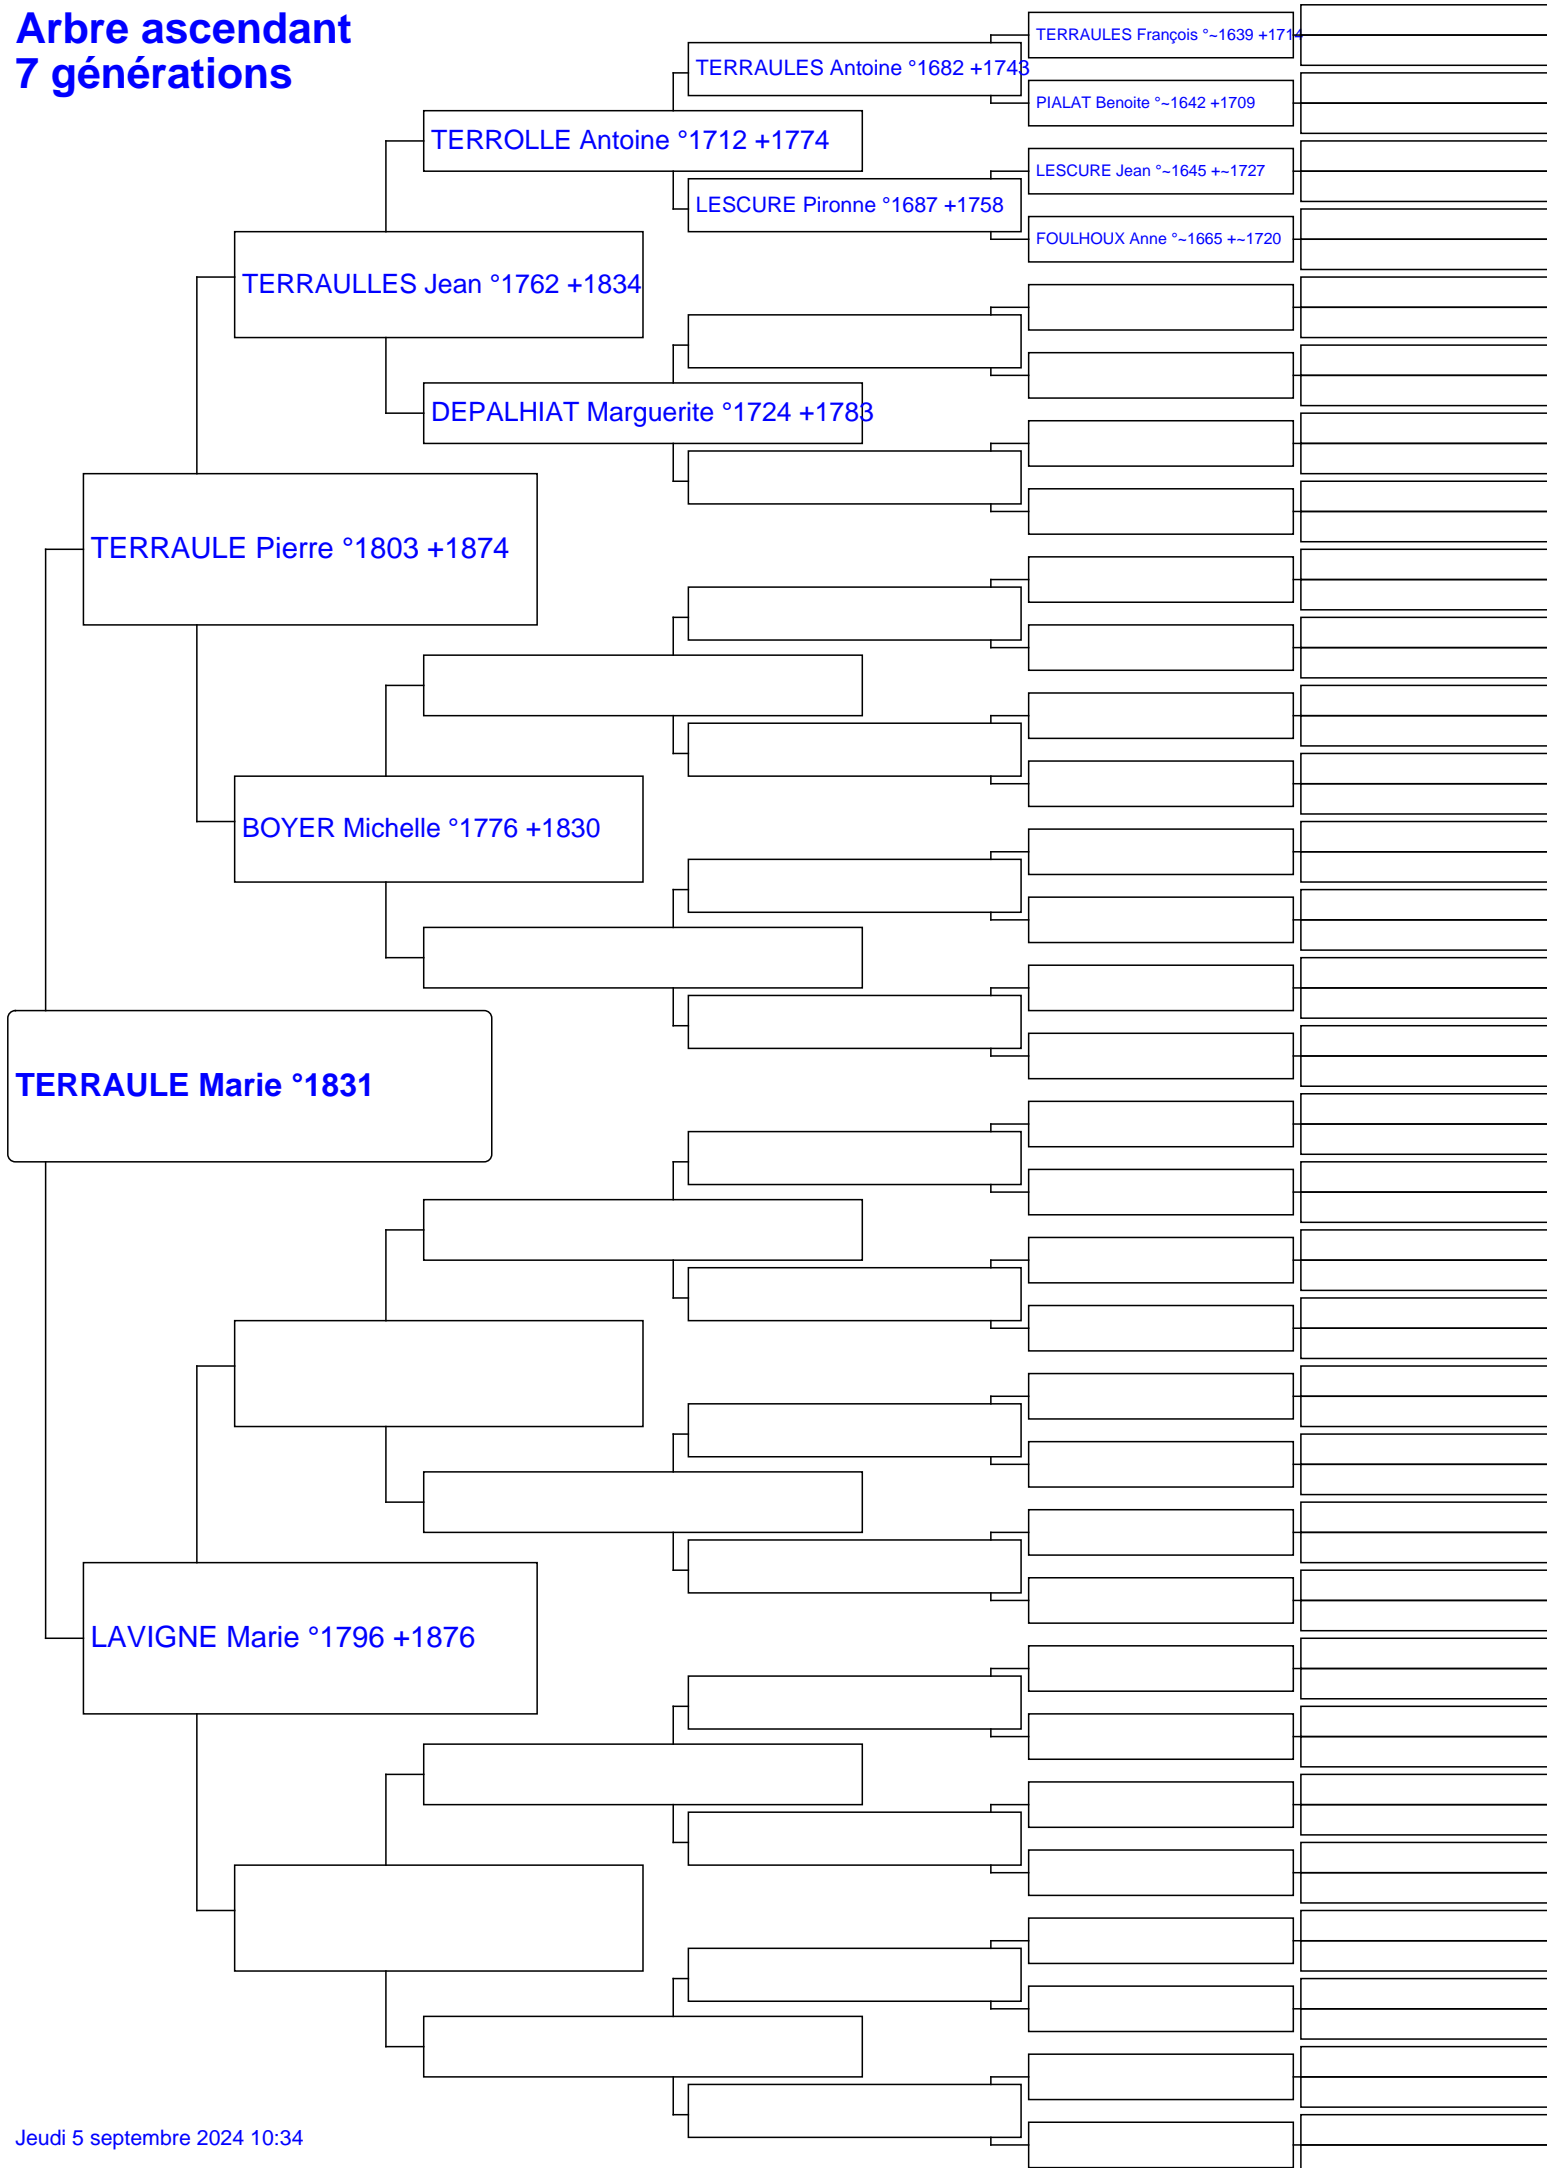 Arbre ascendant
7 générations
TERRAULES François °~1639 +1714
TERRAULES Antoine °1682 +1743
PIALAT Benoite °~1642 +1709
TERROLLE Antoine °1712 +1774
LESCURE Jean °~1645 +~1727
LESCURE Pironne °1687 +1758
FOULHOUX Anne °~1665 +~1720
TERRAULLES Jean °1762 +1834
DEPALHIAT Marguerite °1724 +1783
TERRAULE Pierre °1803 +1874
BOYER Michelle °1776 +1830
TERRAULE Marie °1831
LAVIGNE Marie °1796 +1876
Jeudi 5 septembre 2024 10:34